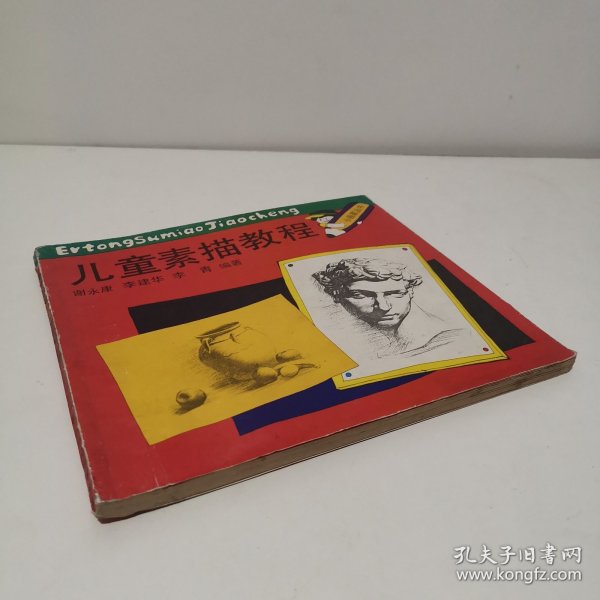 ErtongSumiaoJiaocheng
儿童素描教程
谢永康 李建华 李 青 编著
孔夫子旧书网
www.kongfz.com